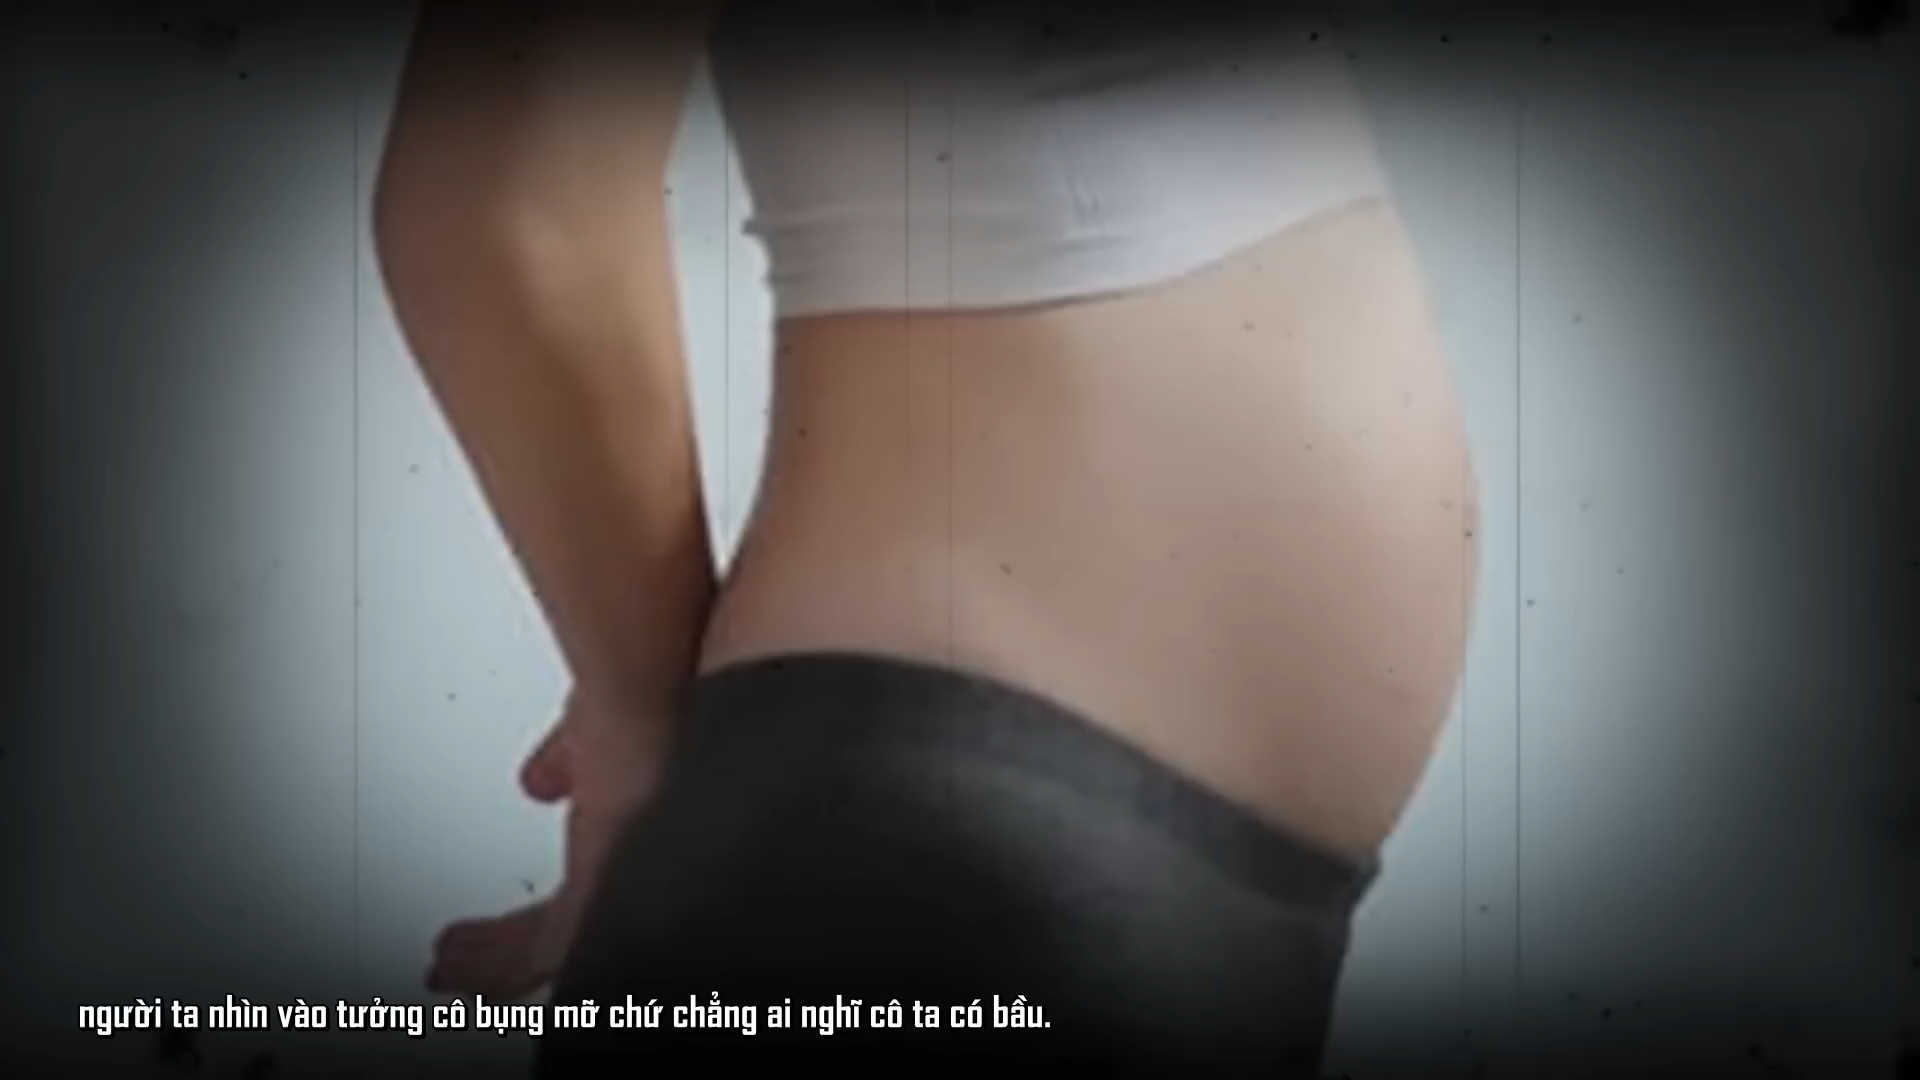 người ta nhìn vào tưởng cô bụng mỡ chứ chẳng ai nghĩ cô ta có bầu.